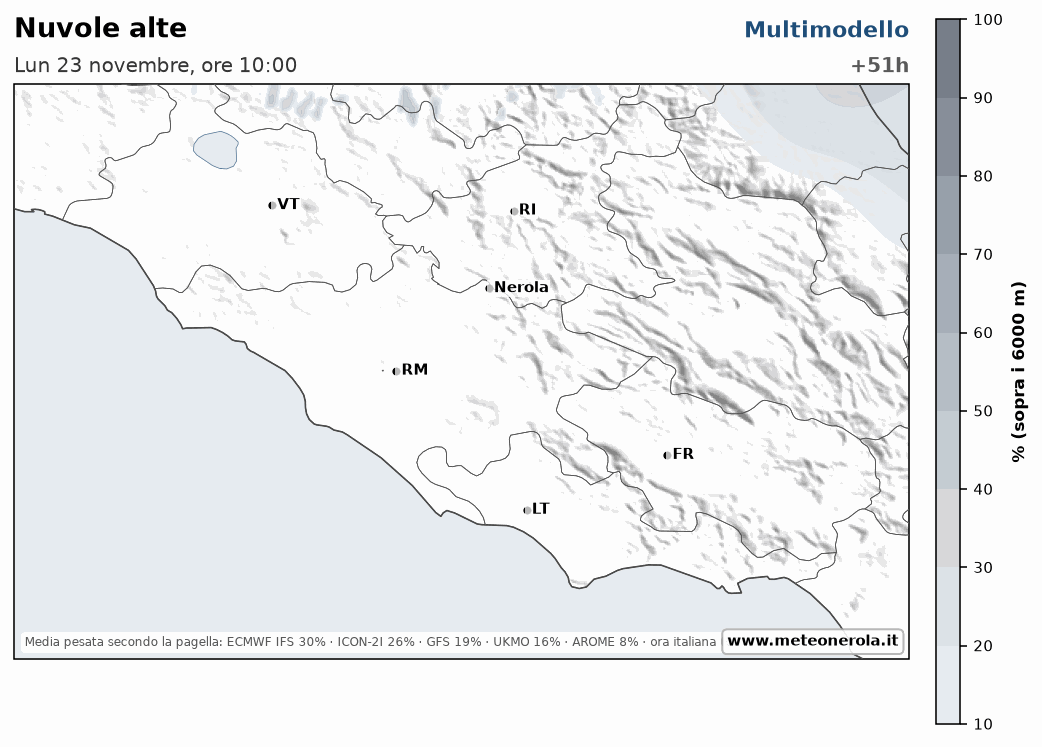 Nuvole alte
Multimodello
Lun 23 novembre, ore 10:00
+51h
100
90
80
70
60
50
40
30
20
10
% (sopra i 6000 m)
VT
RI
Nerola
RM
FR
LT
Media pesata secondo la pagella: ECMWF IFS 30% · ICON-2I 26% · GFS 19% · UKMO 16% · AROME 8% · ora italiana
www.meteonerola.it